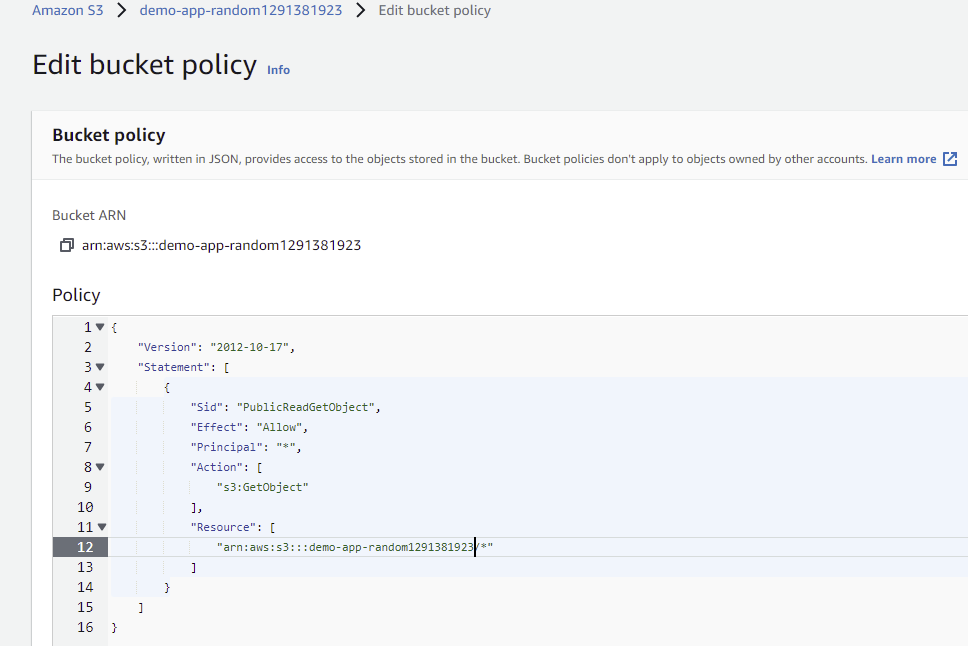 Amazon S3 > demo-app-random1291381923 > Edit bucket policy
Edit bucket policy Info
Bucket policy
The bucket policy, written in JSON, provides access to the objects stored in the bucket. Bucket policies don't apply to objects owned by other accounts. Learn more
Bucket ARN
arn:aws:s3:::demo-app-random1291381923
Policy
1 {
2 "Version": "2012-10-17",
3 "Statement": [
4 {
5 "Sid": "PublicReadGetObject",
6 "Effect": "Allow",
7 "Principal": "*",
8 "Action": [
9 "s3:GetObject"
10 ],
11 "Resource": [
12 "arn:aws:s3:::demo-app-random1291381923/*"
13 ]
14 }
15 ]
16 }